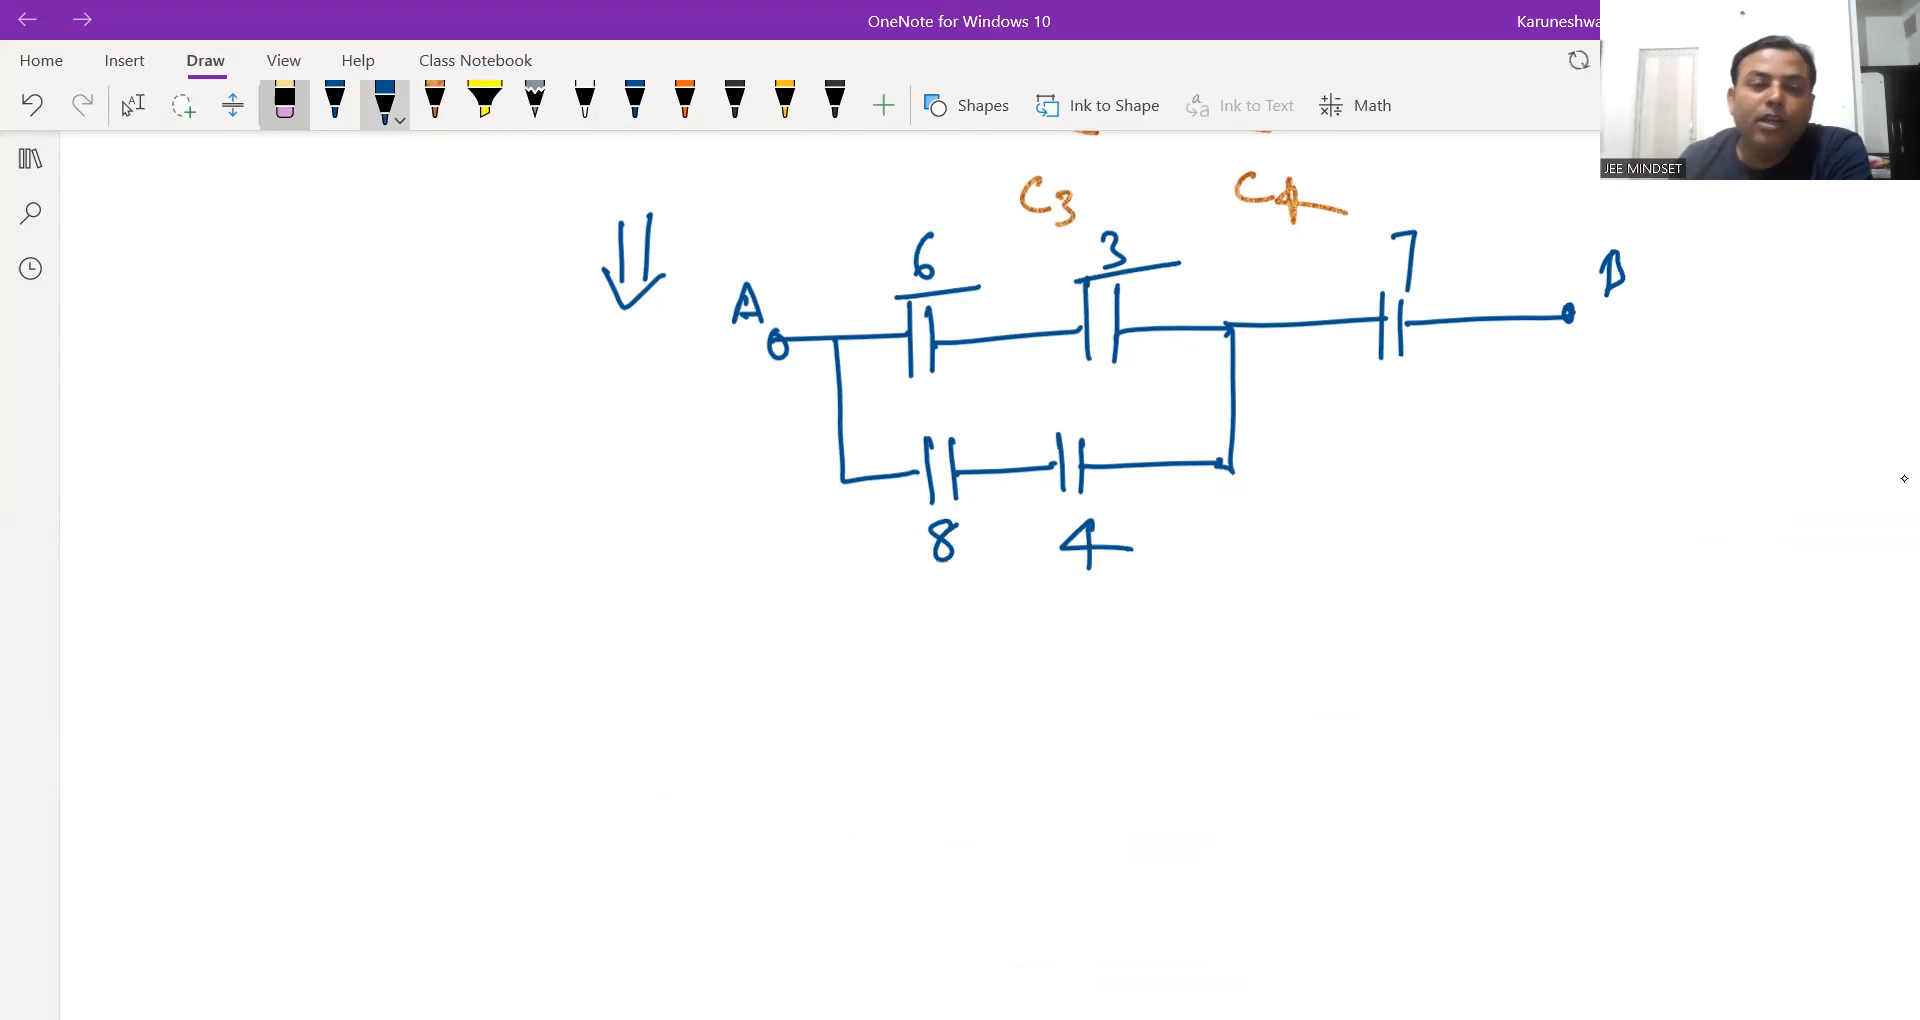 OneNote for Windows 10
Karuneshwa
Home Insert Draw View Help Class Notebook
Shapes Ink to Shape Ink to Text Math
JEE MINDSET
C3 C4
6 3 7
A B
8 4